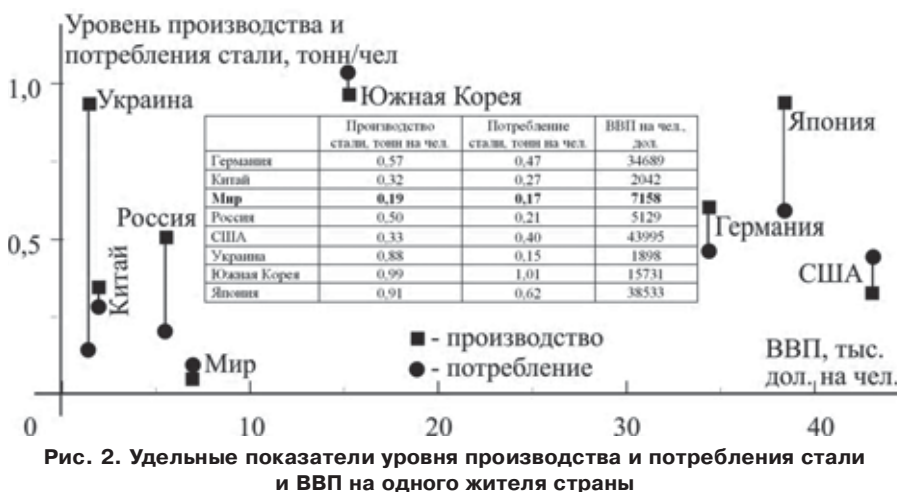 Уровень производства и
потребления стали, тонн/чел
1,0
Украина
Южная Корея
Япония
Производство стали, тонн на чел. Потребление стали, тонн на чел. ВВП на чел., дол.
Германия 0,57 0,47 34689
Китай 0,32 0,27 2042
Мир 0,19 0,17 7158
Россия 0,50 0,21 5129
США 0,33 0,40 43995
Украина 0,88 0,15 1898
Южная Корея 0,99 1,01 15731
Япония 0,91 0,62 38533
Россия
0,5
Китай
Германия
США
Мир
- производство
- потребление
ВВП, тыс.
дол. на чел.
0 10 20 30 40
Рис. 2. Удельные показатели уровня производства и потребления стали
и ВВП на одного жителя страны